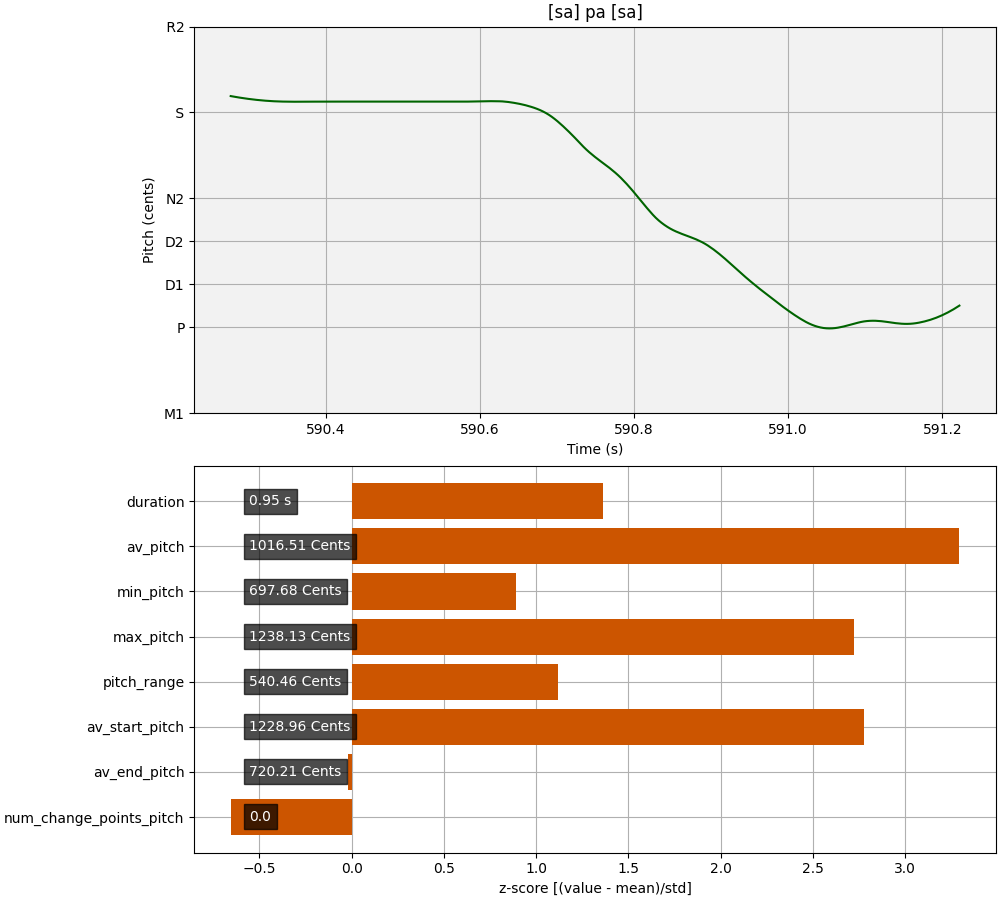 [sa] pa [sa]
R2
S
N2
D2
D1
P
M1
Pitch (cents)
590.4 590.6 590.8 591.0 591.2
Time (s)
duration 0.95 s
av_pitch 1016.51 Cents
min_pitch 697.68 Cents
max_pitch 1238.13 Cents
pitch_range 540.46 Cents
av_start_pitch 1228.96 Cents
av_end_pitch 720.21 Cents
num_change_points_pitch 0.0
−0.5 0.0 0.5 1.0 1.5 2.0 2.5 3.0
z-score [(value - mean)/std]